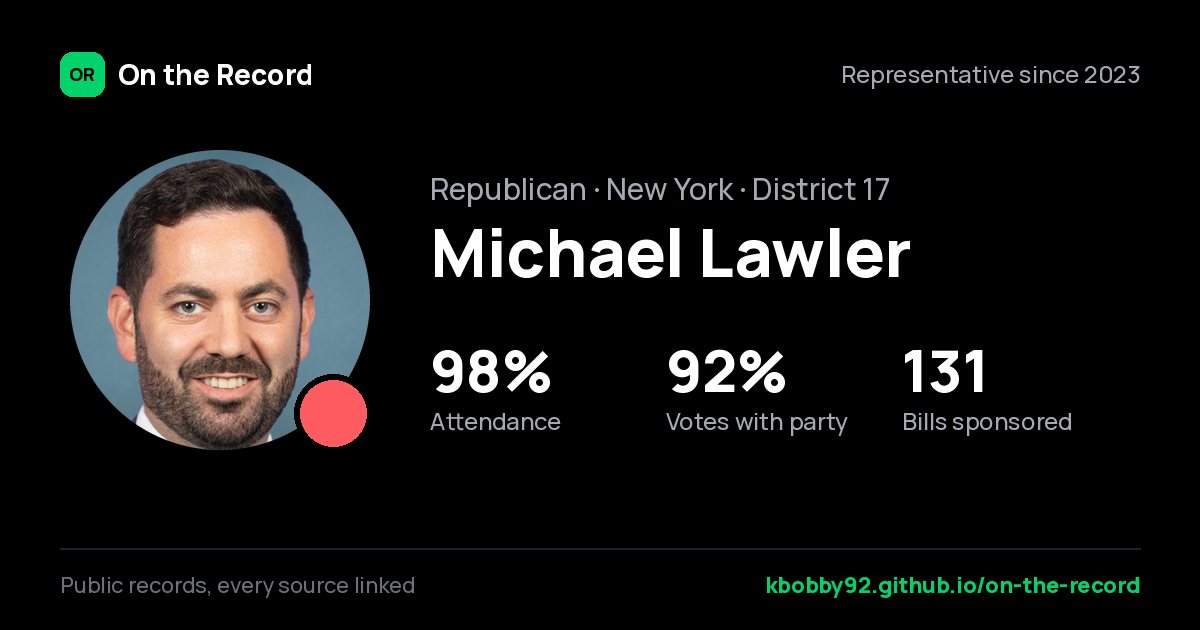 OR On the Record
Representative since 2023
Republican · New York · District 17
Michael Lawler
98% 92% 131
Attendance Votes with party Bills sponsored
Public records, every source linked
kbobby92.github.io/on-the-record